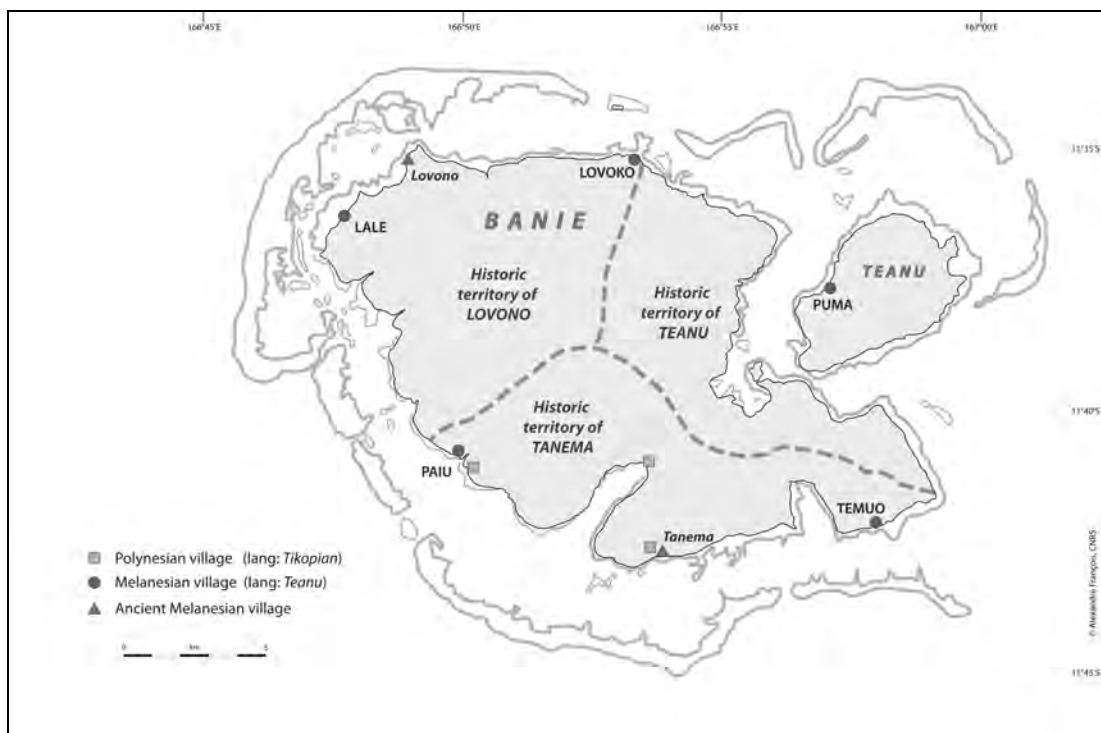 166°45'E
166°50'E
166°55'E
167°00'E
11°35'S
Lovono
LOVOKO
LALE
BANIE
TEANU
Historic
territory of
LOVONO
Historic
territory of
TEANU
PUMA
11°40'S
Historic
territory of
TANEMA
PAIU
TEMUO
Tanema
Polynesian village (lang: Tikopian)
Melanesian village (lang: Teanu)
Ancient Melanesian village
0 km 5
© Alexandre François, CNRS
11°45'S